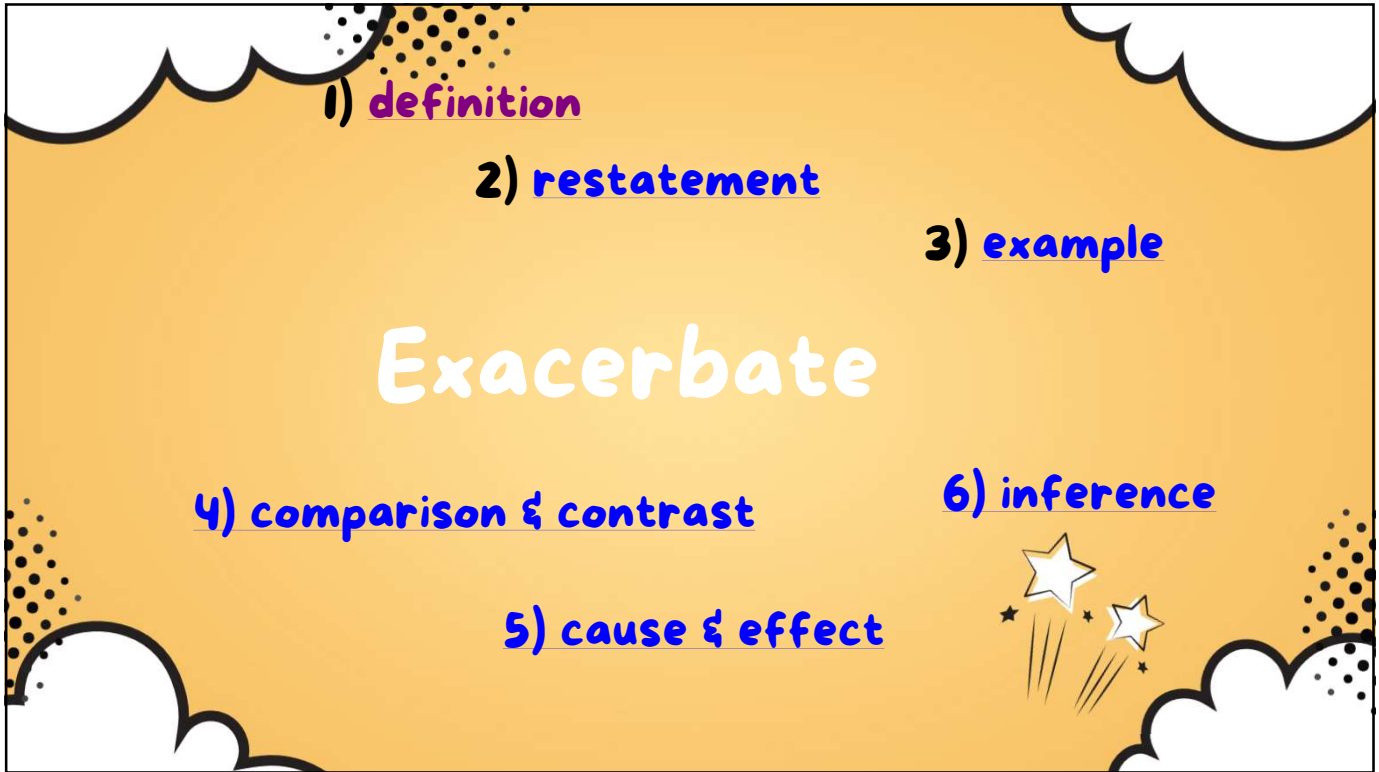 1) definition
2) restatement
3) example
Exacerbate
4) comparison & contrast
6) inference
5) cause & effect